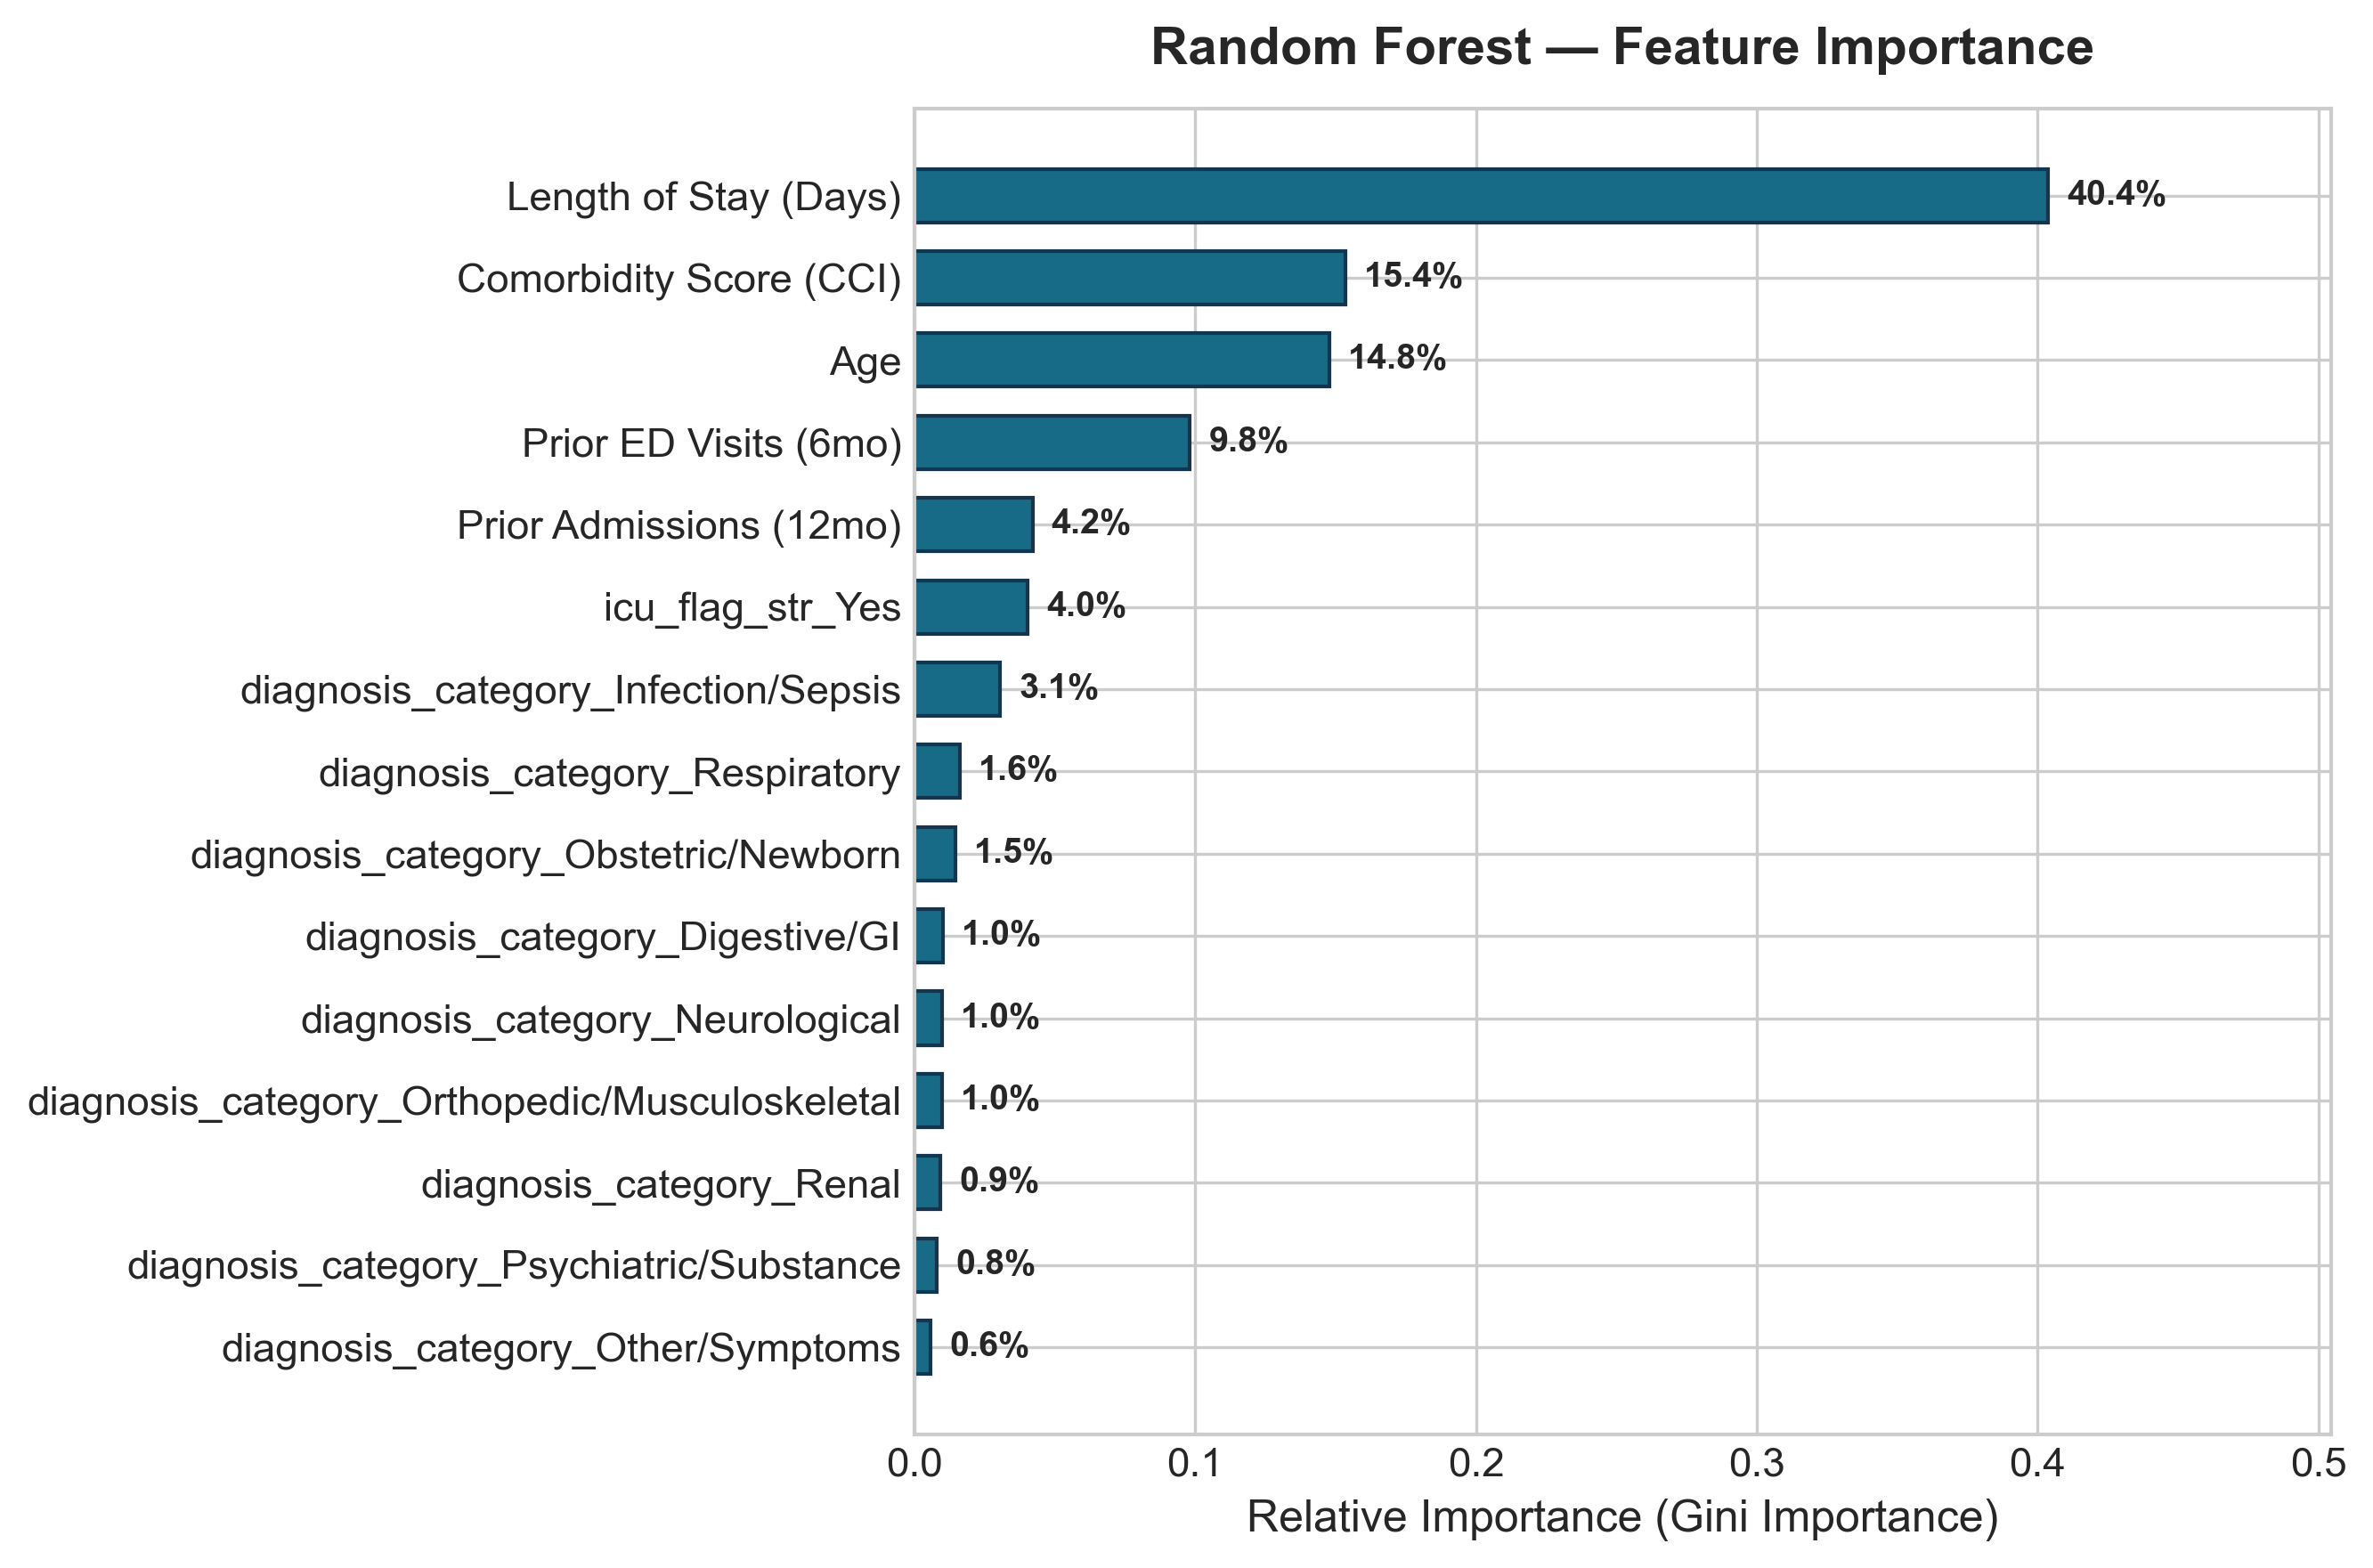 Random Forest — Feature Importance
Length of Stay (Days) 40.4%
Comorbidity Score (CCI) 15.4%
Age 14.8%
Prior ED Visits (6mo) 9.8%
Prior Admissions (12mo) 4.2%
icu_flag_str_Yes 4.0%
diagnosis_category_Infection/Sepsis 3.1%
diagnosis_category_Respiratory 1.6%
diagnosis_category_Obstetric/Newborn 1.5%
diagnosis_category_Digestive/GI 1.0%
diagnosis_category_Neurological 1.0%
diagnosis_category_Orthopedic/Musculoskeletal 1.0%
diagnosis_category_Renal 0.9%
diagnosis_category_Psychiatric/Substance 0.8%
diagnosis_category_Other/Symptoms 0.6%
0.0 0.1 0.2 0.3 0.4 0.5
Relative Importance (Gini Importance)